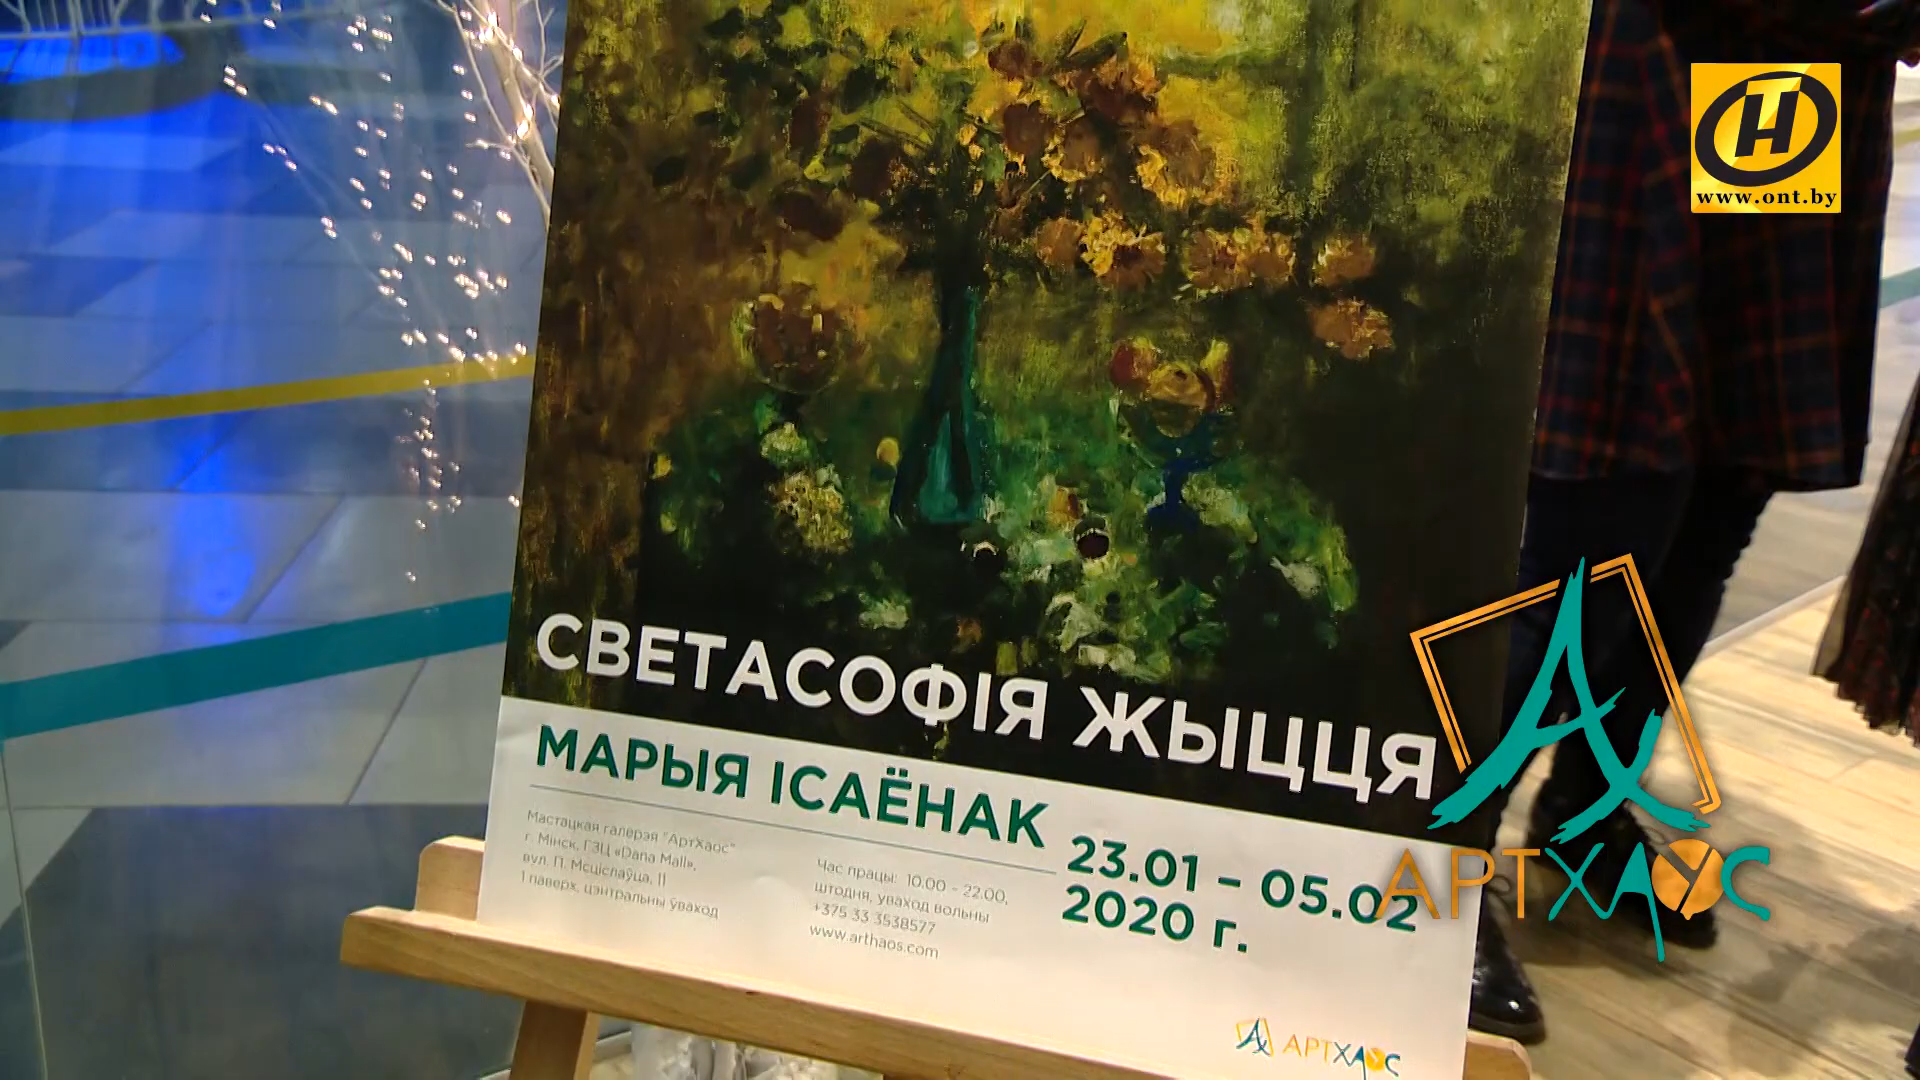 www.ont.by
СВЕТАСОФІЯ ЖЫЦЦЯ
МАРЫЯ ІСАЁНАК
Мастацкая галерэя "АртХаос"
г. Мінск, ГЗЦ «Dana Mall»,
вул. П. Мсціслаўца, 11
1 паверх, цэнтральны ўваход
Час працы: 10.00 - 22.00,
штодня, уваход вольны
+375 33 3538577
www.arthaos.com
23.01 – 05.02
2020 г.
АРТХАОС
АРТХАОС